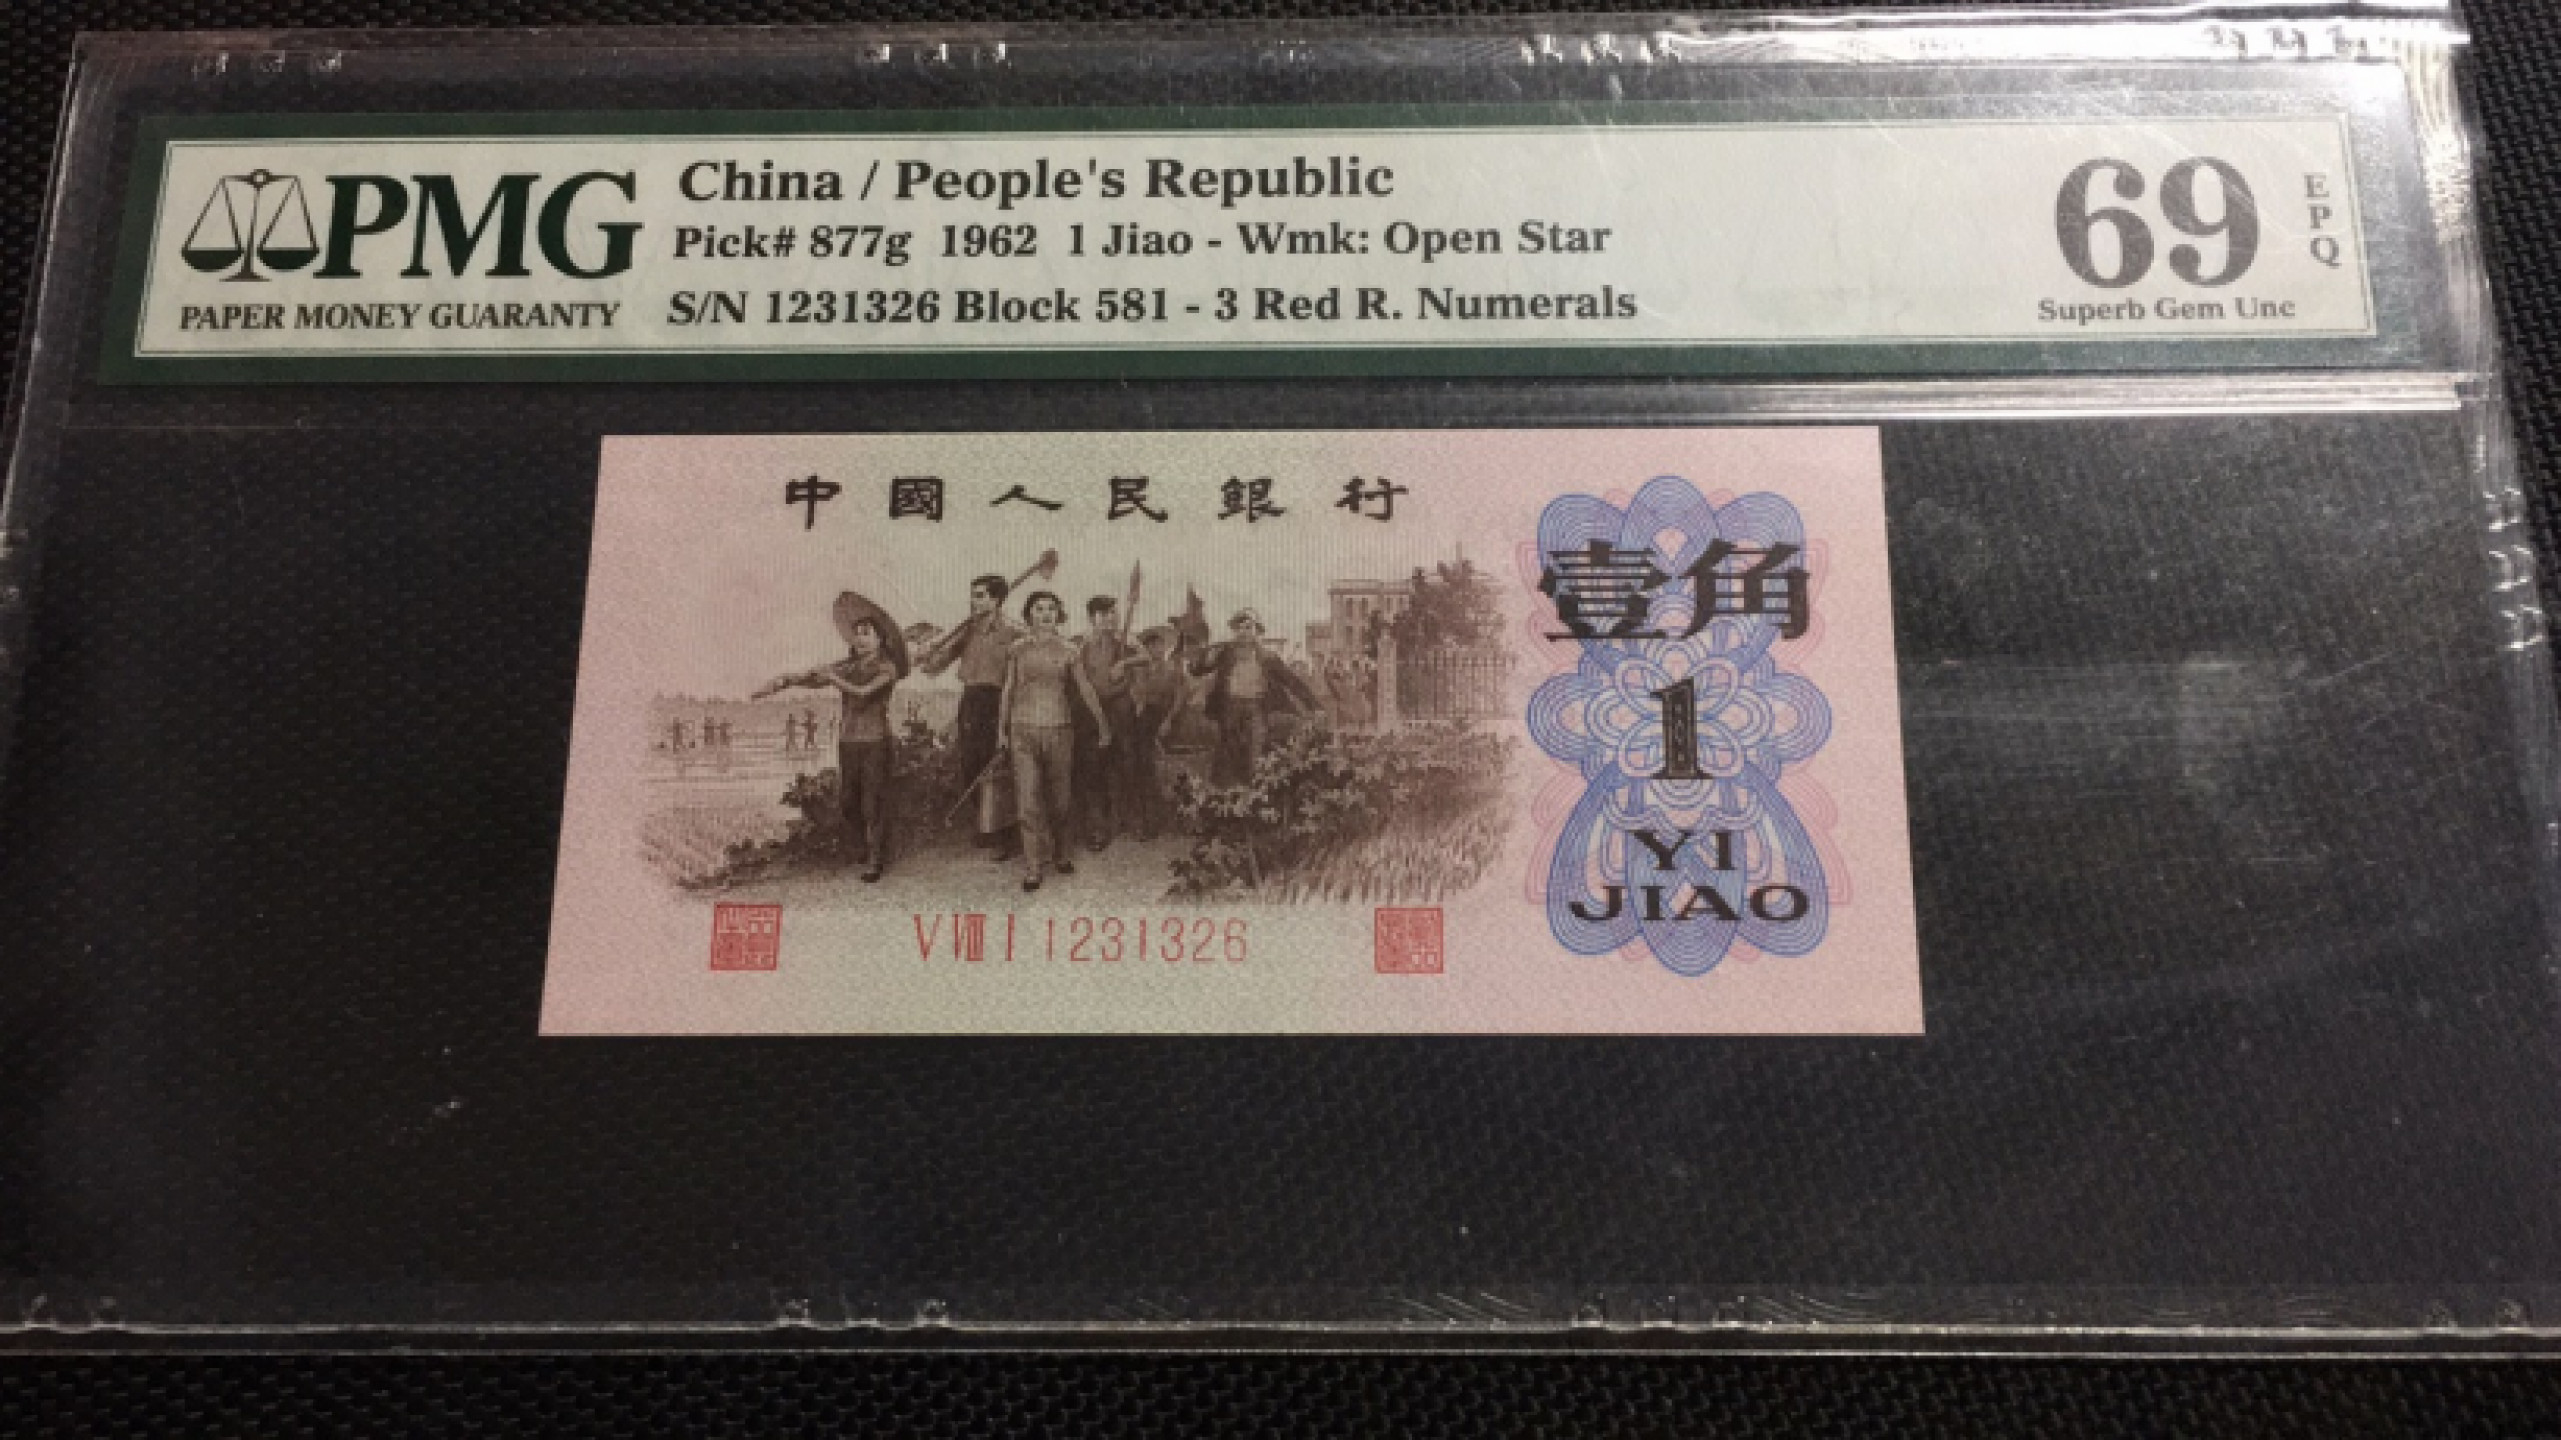 PMG
PAPER MONEY GUARANTY
China / People's Republic
Pick# 877g 1962 1 Jiao - Wmk: Open Star
S/N 1231326 Block 581 - 3 Red R. Numerals
69
EPQ
Superb Gem Unc
中國人民銀行
壹角
1
YI
JIAO
V VIII I 1231326